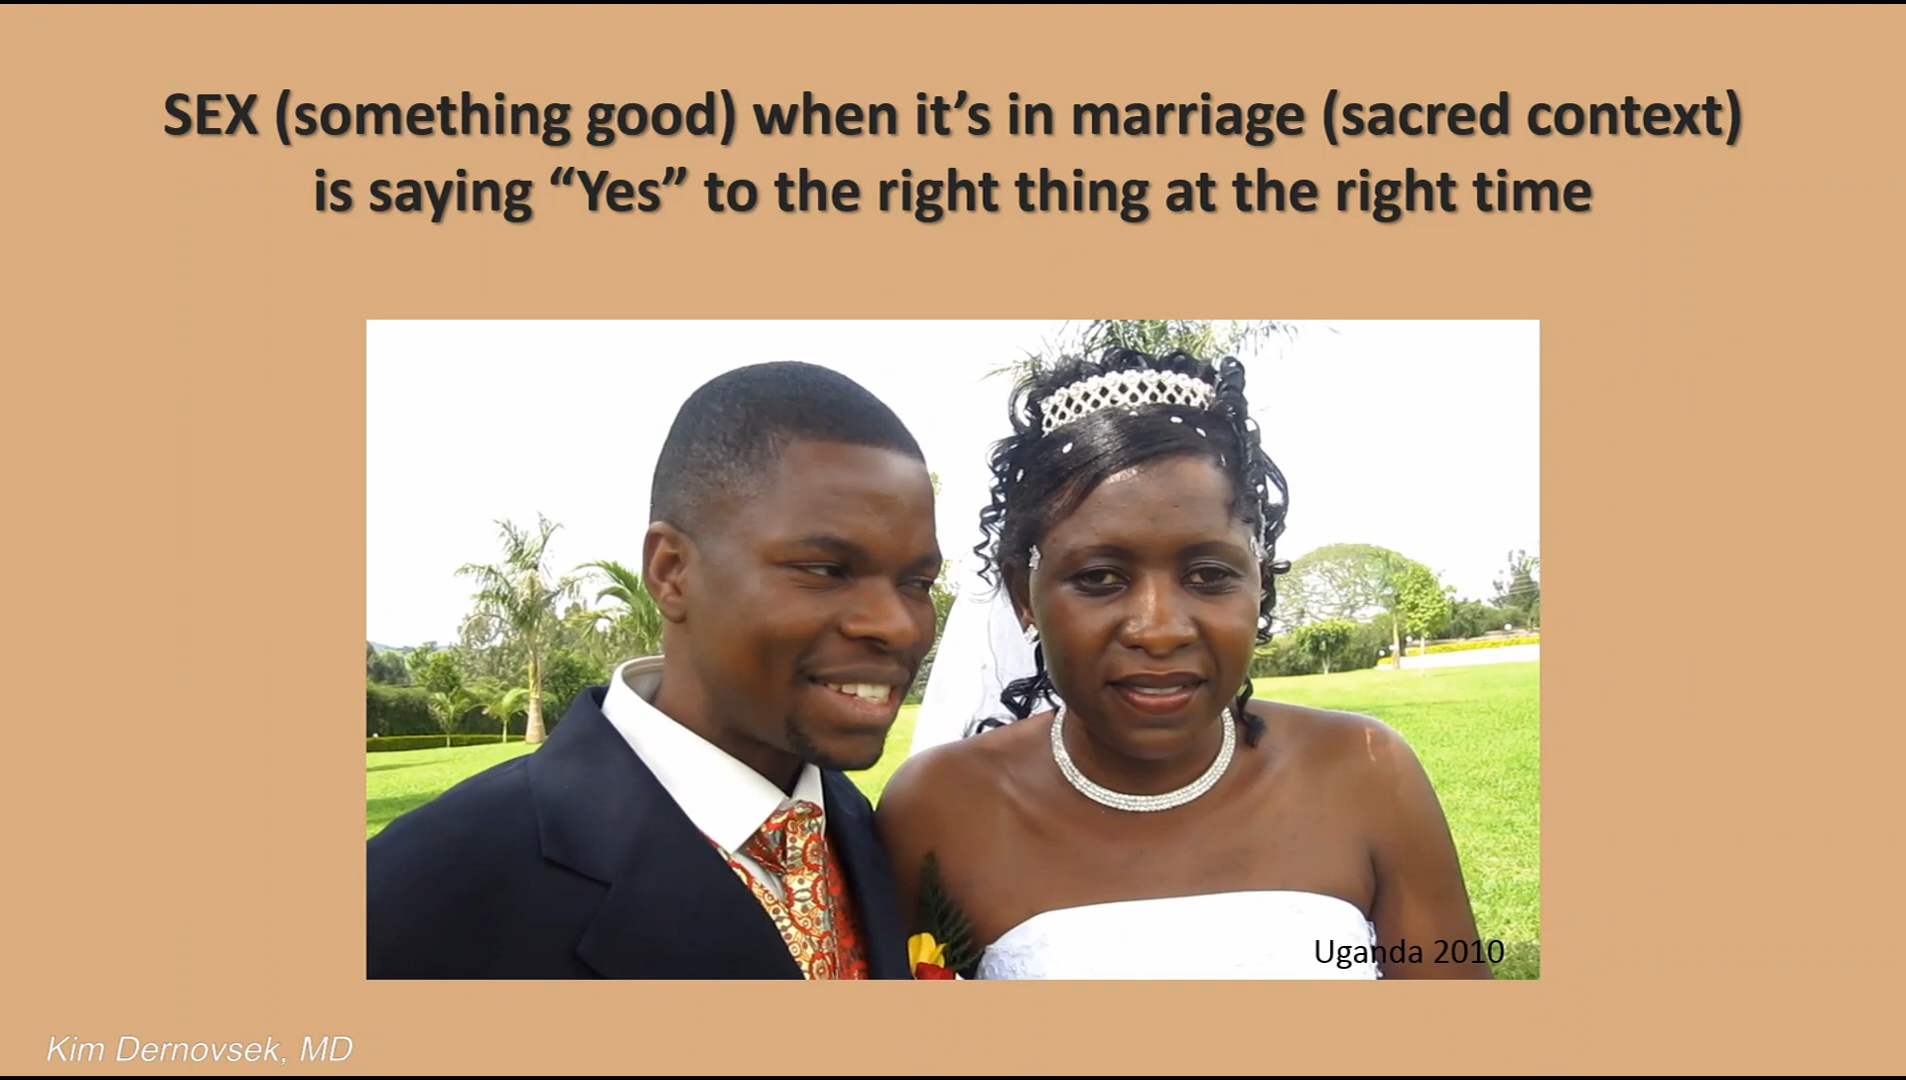 SEX (something good) when it’s in marriage (sacred context)
is saying “Yes” to the right thing at the right time
Uganda 2010
Kim Dernovsek, MD